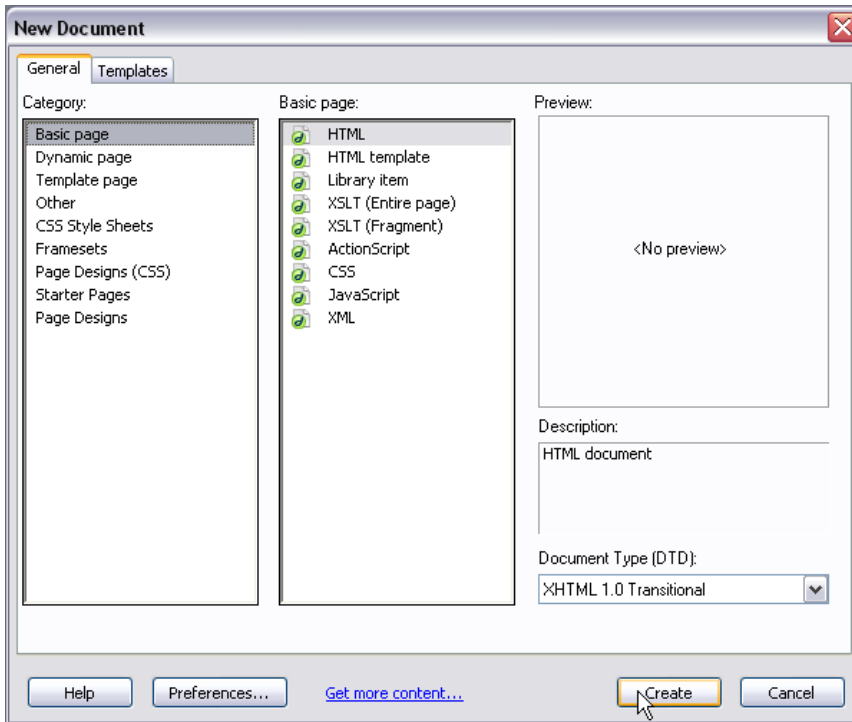 New Document
General
Templates
Category:
Basic page
Dynamic page
Template page
Other
CSS Style Sheets
Framesets
Page Designs (CSS)
Starter Pages
Page Designs
Basic page:
HTML
HTML template
Library item
XSLT (Entire page)
XSLT (Fragment)
ActionScript
CSS
JavaScript
XML
Preview:
<No preview>
Description:
HTML document
Document Type (DTD):
XHTML 1.0 Transitional
Help
Preferences...
Get more content...
Create
Cancel